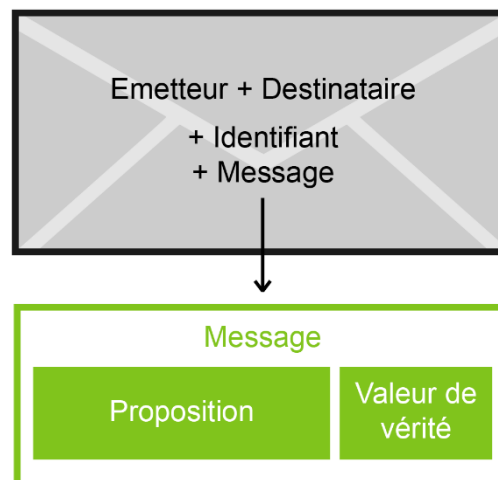 Emetteur + Destinataire
+ Identifiant
+ Message
Message
Proposition
Valeur de
vérité